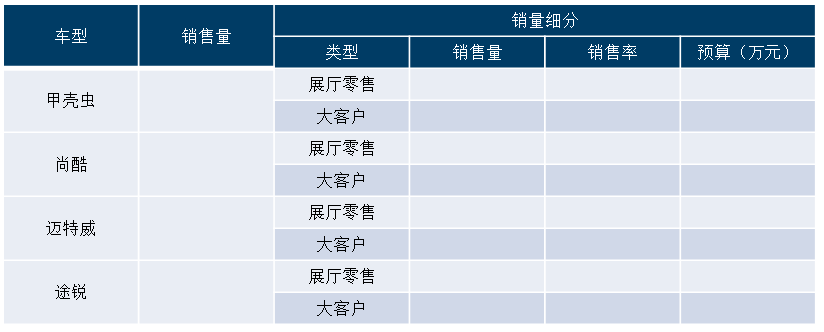 车型 销售量 销量细分
类型 销售量 销售率 预算（万元）
甲壳虫 展厅零售
大客户
尚酷 展厅零售
大客户
迈特威 展厅零售
大客户
途锐 展厅零售
大客户